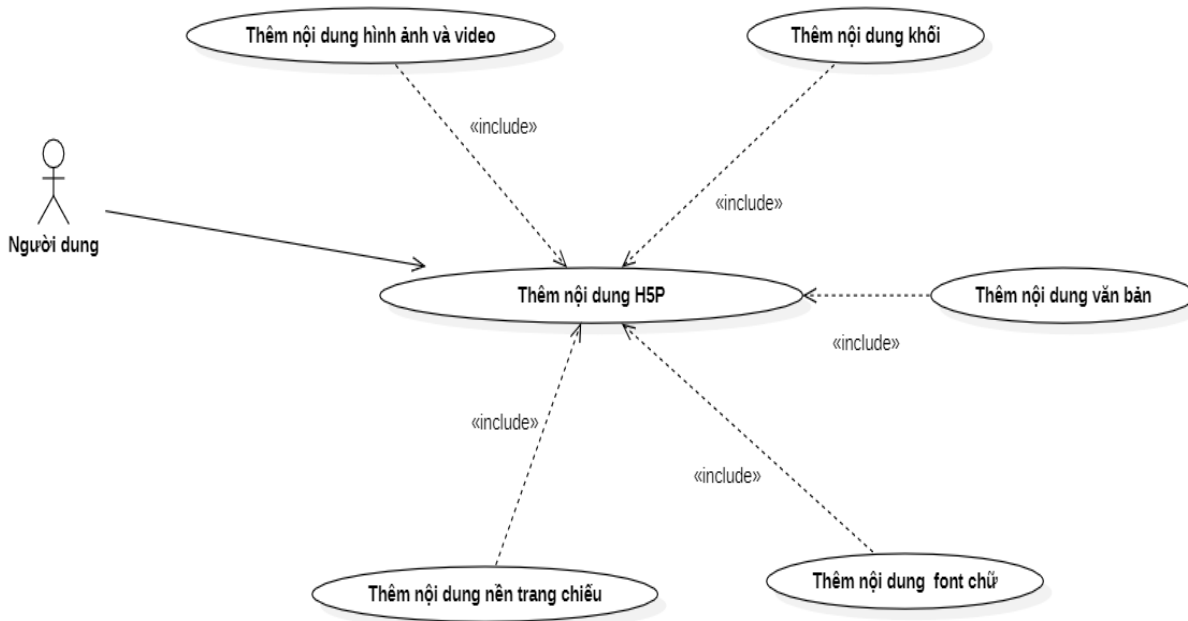 Thêm nội dung hình ảnh và video
Thêm nội dung khối
«include»
«include»
Người dung
Thêm nội dung H5P
Thêm nội dung văn bản
«include»
«include»
«include»
Thêm nội dung nền trang chiếu
Thêm nội dung font chữ